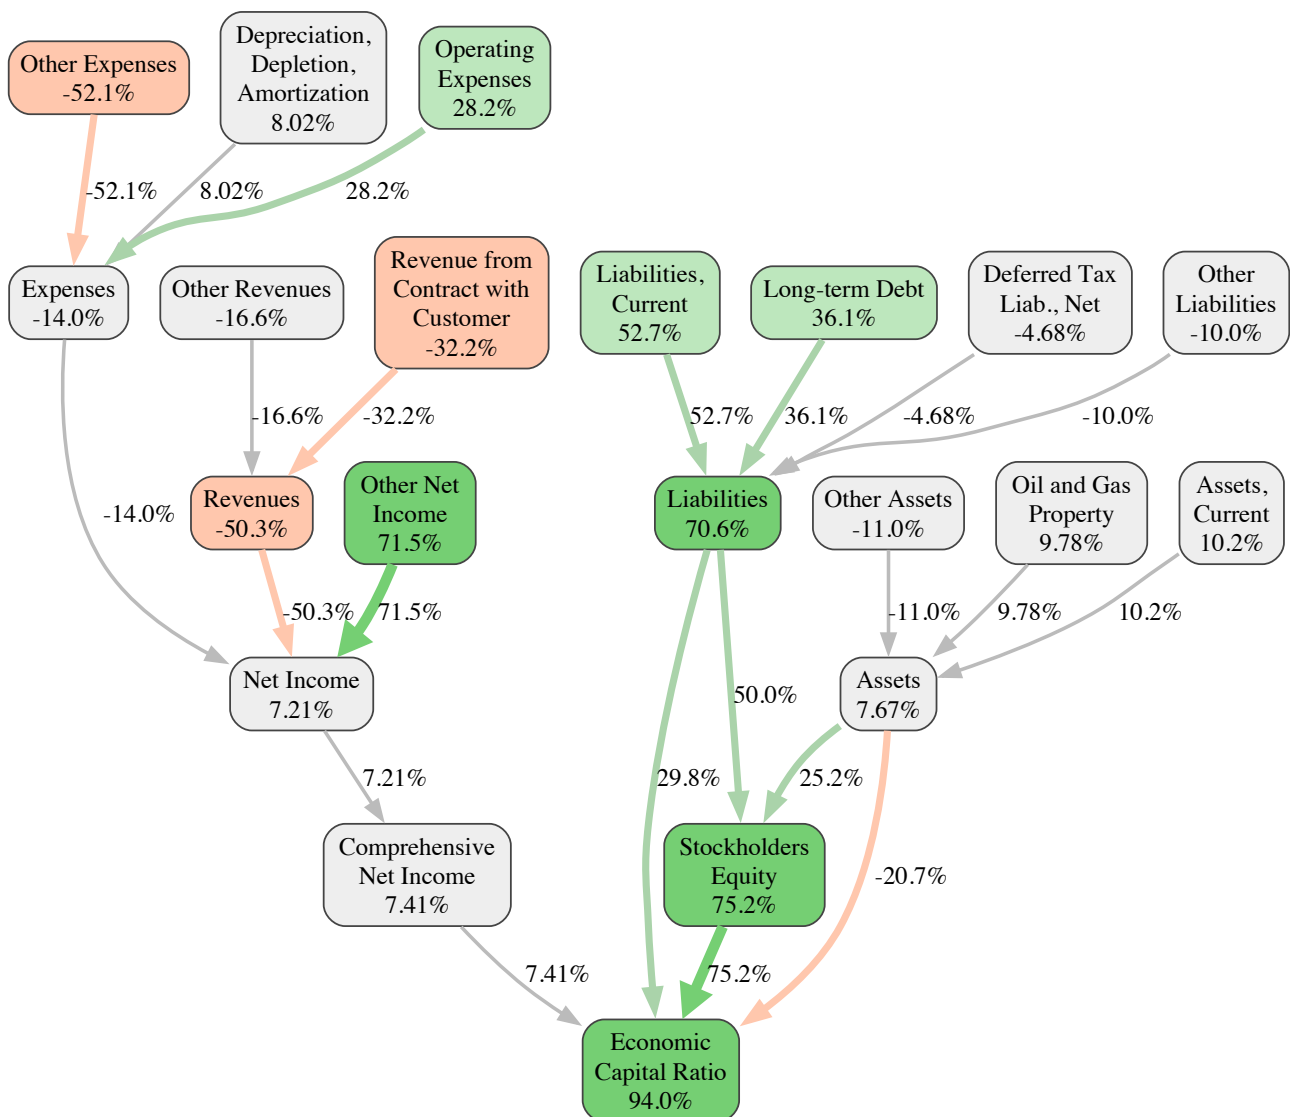 Other Expenses
-52.1%
Depreciation,
Depletion,
Amortization
8.02%
Operating
Expenses
28.2%
-52.1%
8.02%
28.2%
Expenses
-14.0%
Other Revenues
-16.6%
Revenue from
Contract with
Customer
-32.2%
Liabilities,
Current
52.7%
Long-term Debt
36.1%
Deferred Tax
Liab., Net
-4.68%
Other
Liabilities
-10.0%
-16.6%
-32.2%
52.7%
36.1%
-4.68%
-10.0%
Revenues
-50.3%
Other Net
Income
71.5%
Liabilities
70.6%
Other Assets
-11.0%
Oil and Gas
Property
9.78%
Assets,
Current
10.2%
-14.0%
-50.3%
71.5%
-11.0%
9.78%
10.2%
Net Income
7.21%
50.0%
Assets
7.67%
7.21%
29.8%
25.2%
Comprehensive
Net Income
7.41%
Stockholders
Equity
75.2%
-20.7%
7.41%
75.2%
Economic
Capital Ratio
94.0%